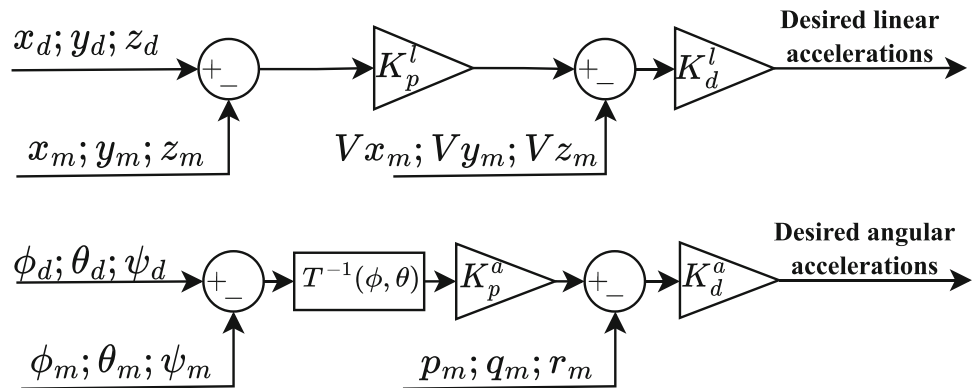 x_d; y_d; z_d
+
−
K_p^l
+
−
K_d^l
Desired linear
accelerations
x_m; y_m; z_m
Vx_m; Vy_m; Vz_m
ϕ_d; θ_d; ψ_d
+
−
T^{-1}(ϕ, θ)
K_p^a
+
−
K_d^a
Desired angular
accelerations
ϕ_m; θ_m; ψ_m
p_m; q_m; r_m